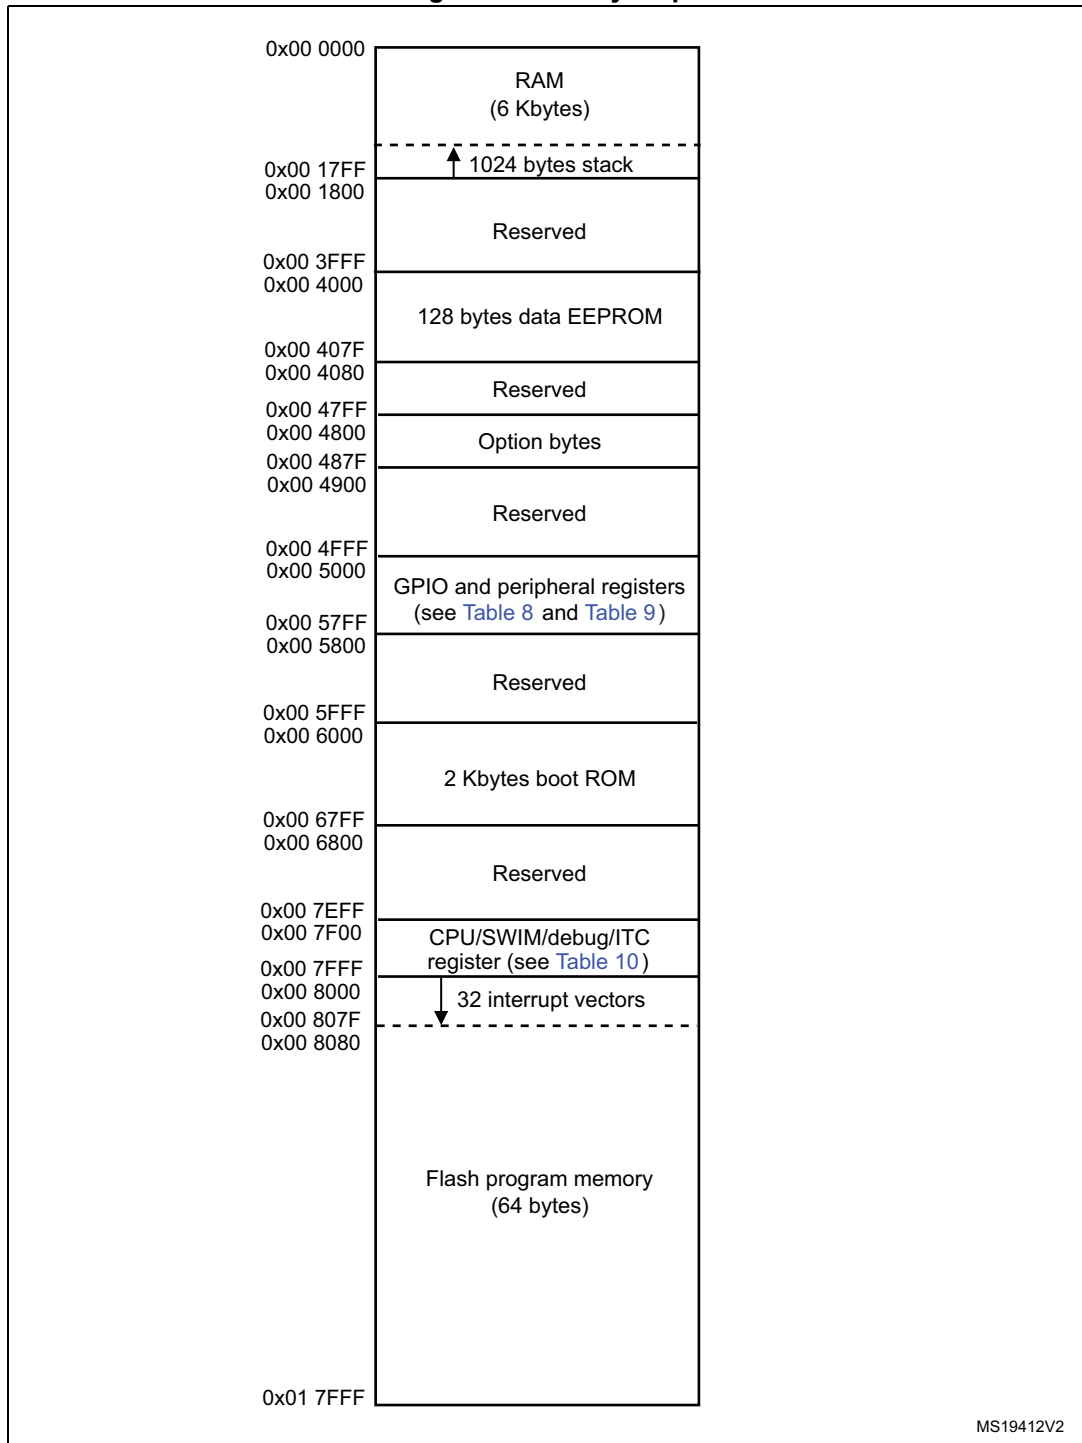 0x00 0000
RAM
(6 Kbytes)
1024 bytes stack
0x00 17FF
0x00 1800
Reserved
0x00 3FFF
0x00 4000
128 bytes data EEPROM
0x00 407F
0x00 4080
Reserved
0x00 47FF
0x00 4800
Option bytes
0x00 487F
0x00 4900
Reserved
0x00 4FFF
0x00 5000
GPIO and peripheral registers
(see Table 8 and Table 9)
0x00 57FF
0x00 5800
Reserved
0x00 5FFF
0x00 6000
2 Kbytes boot ROM
0x00 67FF
0x00 6800
Reserved
0x00 7EFF
0x00 7F00
CPU/SWIM/debug/ITC
register (see Table 10)
0x00 7FFF
0x00 8000
32 interrupt vectors
0x00 807F
0x00 8080
Flash program memory
(64 bytes)
0x01 7FFF
MS19412V2